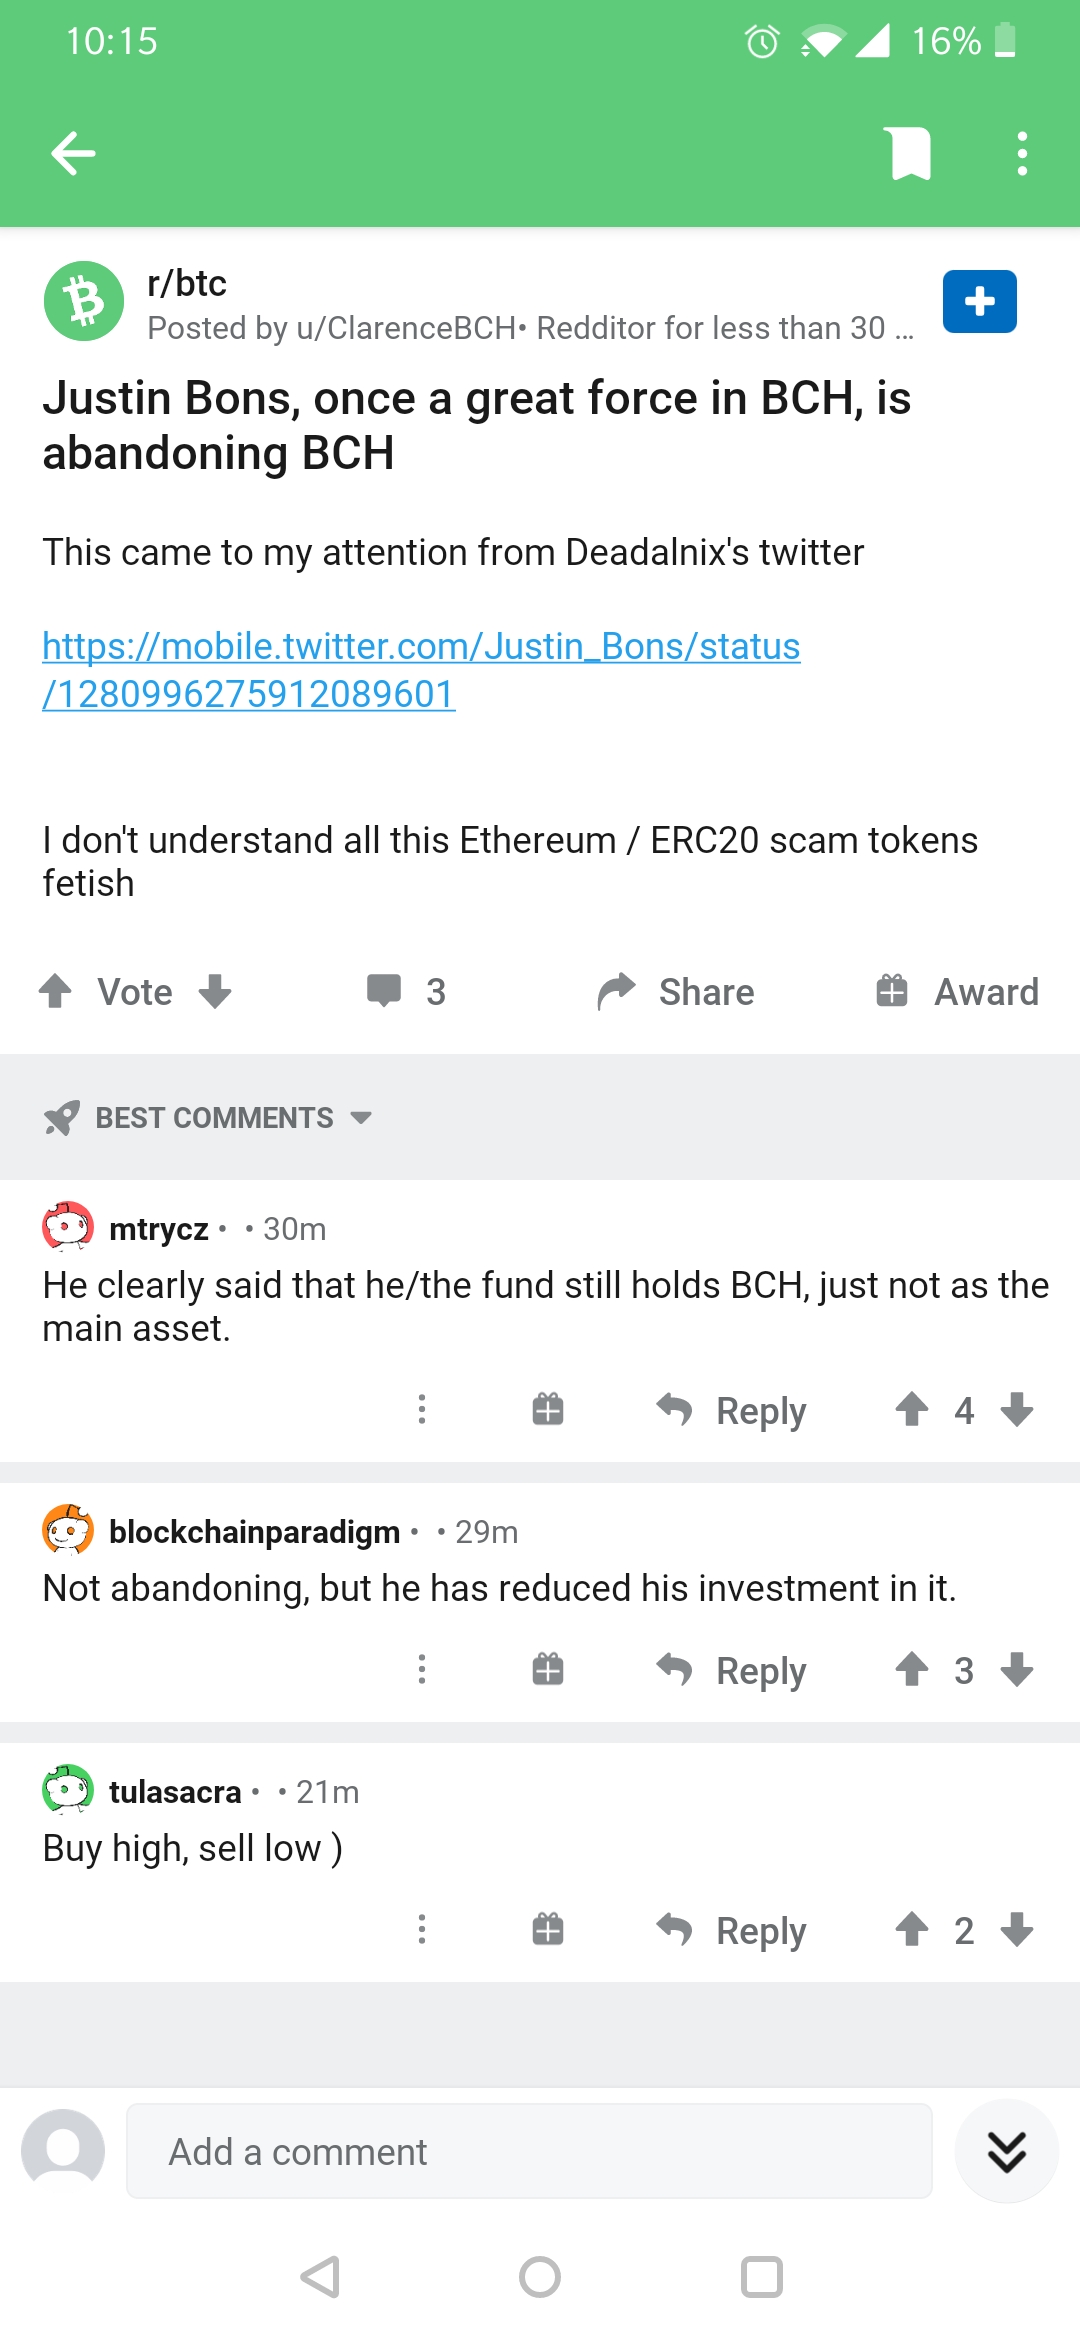 10:15
16%
r/btc
Posted by u/ClarenceBCH• Redditor for less than 30 ...
Justin Bons, once a great force in BCH, is
abandoning BCH
This came to my attention from Deadalnix's twitter
https://mobile.twitter.com/Justin_Bons/status
/1280996275912089601
I don't understand all this Ethereum / ERC20 scam tokens
fetish
Vote
3
Share
Award
BEST COMMENTS
mtrycz • • 30m
He clearly said that he/the fund still holds BCH, just not as the
main asset.
Reply
4
blockchainparadigm • • 29m
Not abandoning, but he has reduced his investment in it.
Reply
3
tulasacra • • 21m
Buy high, sell low )
Reply
2
Add a comment